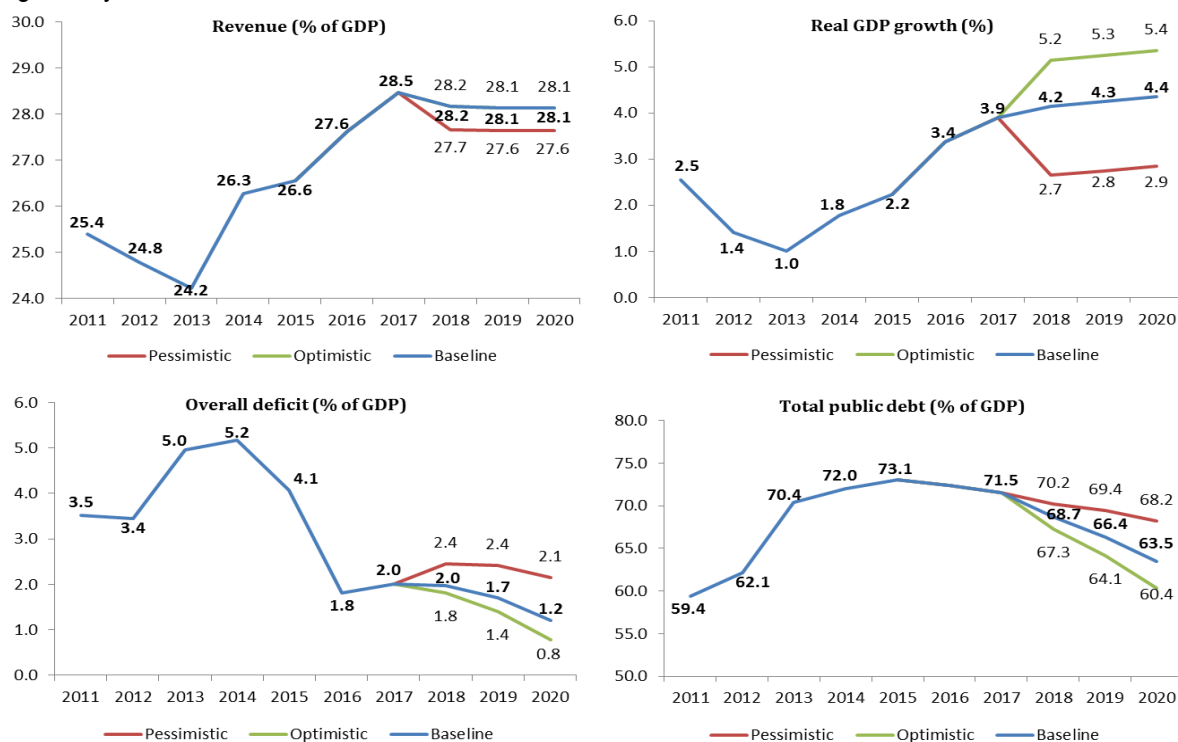 Revenue (% of GDP)
30.0
29.0
28.0
27.0
26.0
25.0
24.0
25.4
24.8
24.2
26.3
26.6
27.6
28.5
28.2 28.1 28.1
28.2 28.1 28.1
27.7 27.6 27.6
2011 2012 2013 2014 2015 2016 2017 2018 2019 2020
Pessimistic Optimistic Baseline
Real GDP growth (%)
6.0
5.0
4.0
3.0
2.0
1.0
0.0
2.5
1.4
1.0
1.8
2.2
3.4
3.9
5.2 5.3 5.4
4.2 4.3 4.4
2.7 2.8 2.9
2011 2012 2013 2014 2015 2016 2017 2018 2019 2020
Pessimistic Optimistic Baseline
Overall deficit (% of GDP)
6.0
5.0
4.0
3.0
2.0
1.0
0.0
3.5
3.4
5.0
5.2
4.1
1.8
2.0
2.4 2.4 2.1
2.0 1.7 1.2
1.8 1.4 0.8
2011 2012 2013 2014 2015 2016 2017 2018 2019 2020
Pessimistic Optimistic Baseline
Total public debt (% of GDP)
80.0
75.0
70.0
65.0
60.0
55.0
50.0
59.4
62.1
70.4
72.0
73.1
71.5
70.2 69.4 68.2
68.7 66.4 63.5
67.3 64.1 60.4
2011 2012 2013 2014 2015 2016 2017 2018 2019 2020
Pessimistic Optimistic Baseline